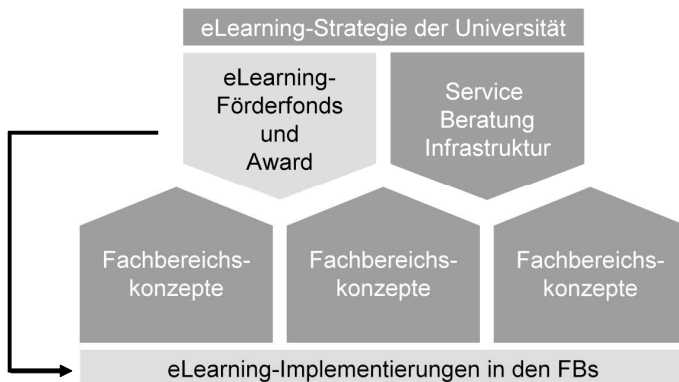 eLearning-Strategie der Universität
eLearning-
Förderfonds
und
Award
Service
Beratung
Infrastruktur
Fachbereichs-
konzepte
Fachbereichs-
konzepte
Fachbereichs-
konzepte
eLearning-Implementierungen in den FBs